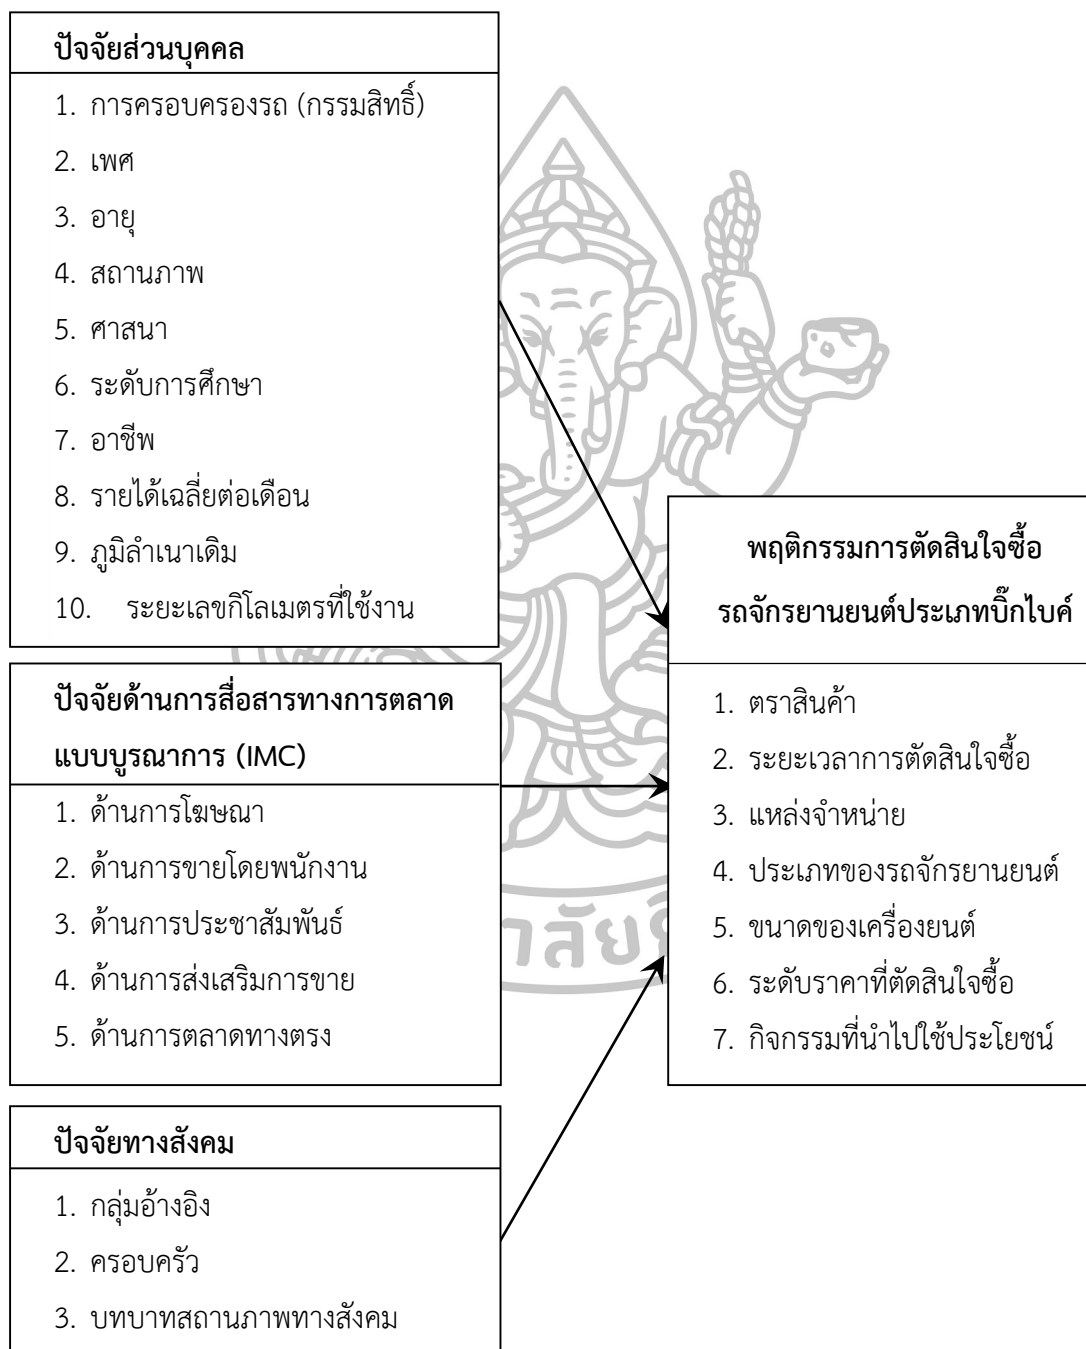 ปัจจัยส่วนบุคคล
1. การครอบครองรถ (กรรมสิทธิ์)
2. เพศ
3. อายุ
4. สถานภาพ
5. ศาสนา
6. ระดับการศึกษา
7. อาชีพ
8. รายได้เฉลี่ยต่อเดือน
9. ภูมิลำเนาเดิม
10. ระยะเลขกิโลเมตรที่ใช้งาน
ปัจจัยด้านการสื่อสารทางการตลาด
แบบบูรณาการ (IMC)
1. ด้านการโฆษณา
2. ด้านการขายโดยพนักงาน
3. ด้านการประชาสัมพันธ์
4. ด้านการส่งเสริมการขาย
5. ด้านการตลาดทางตรง
ปัจจัยทางสังคม
1. กลุ่มอ้างอิง
2. ครอบครัว
3. บทบาทสถานภาพทางสังคม
พฤติกรรมการตัดสินใจซื้อ
รถจักรยานยนต์ประเภทบิ๊กไบค์
1. ตราสินค้า
2. ระยะเวลาการตัดสินใจซื้อ
3. แหล่งจำหน่าย
4. ประเภทของรถจักรยานยนต์
5. ขนาดของเครื่องยนต์
6. ระดับราคาที่ตัดสินใจซื้อ
7. กิจกรรมที่นำไปใช้ประโยชน์